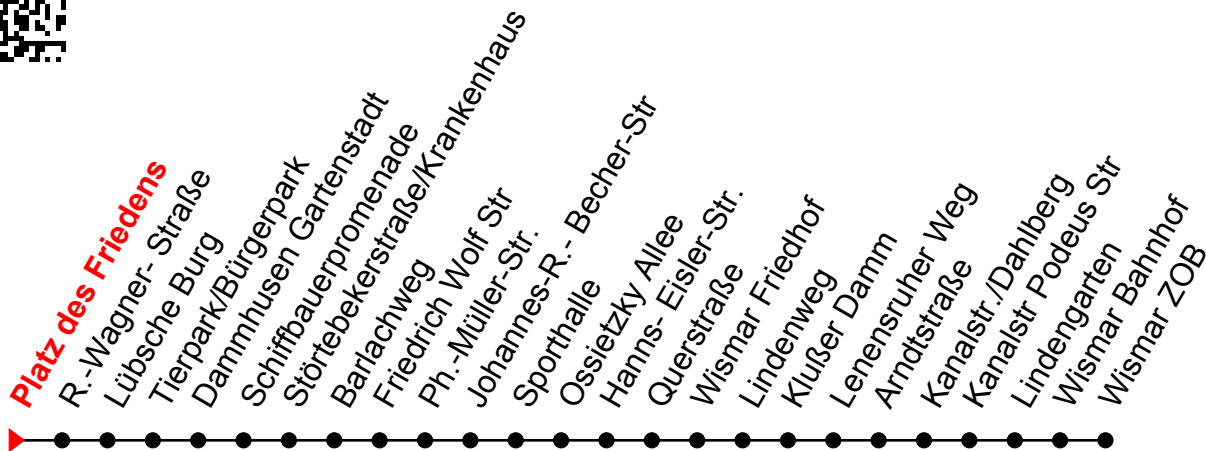 Platz des Friedens
R.-Wagner- Straße
Lübsche Burg
Tierpark/Bürgerpark
Dammhusen Gartenstadt
Schiffbauerpromenade
Störtebekerstraße/Krankenhaus
Barlachweg
Friedrich Wolf Str
Ph.-Müller-Str.
Johannes-R.- Becher-Str
Sporthalle
Ossietzky Allee
Hanns- Eisler-Str.
Querstraße
Wismar Friedhof
Lindenweg
Klußer Damm
Lenensruher Weg
Arndtstraße
Kanalstr./Dahlberg
Kanalstr Podeus Str
Lindengarten
Wismar Bahnhof
Wismar ZOB